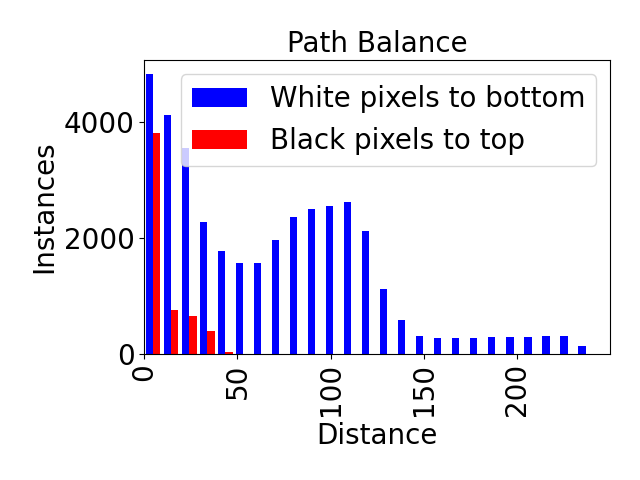 Path Balance
White pixels to bottom
Black pixels to top
Instances
4000
2000
0
0
50
100
150
200
Distance